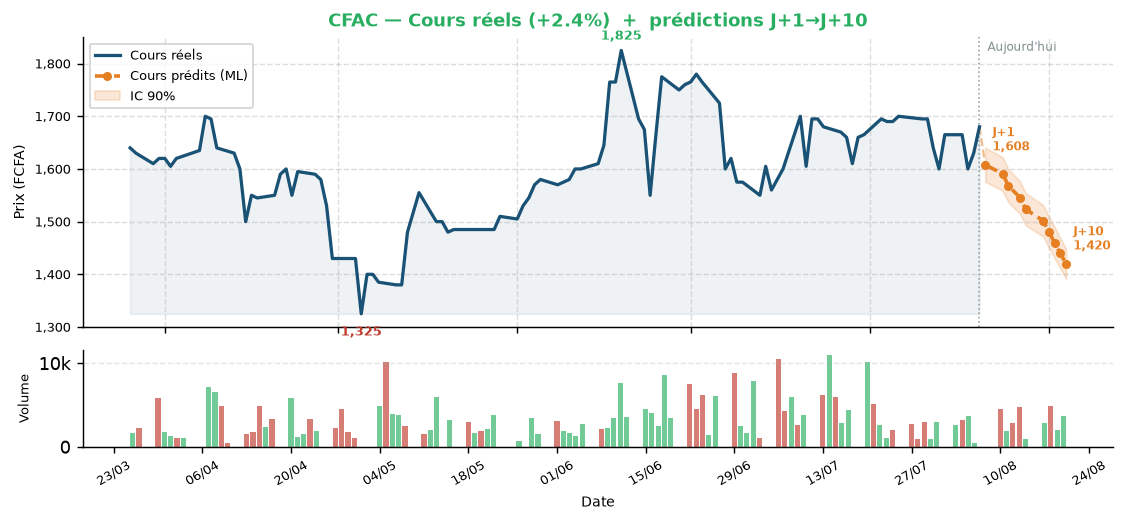 CFAC — Cours réels (+2.4%)  +  prédictions J+1→J+10
1,825
Aujourd'hui
Cours réels
Cours prédits (ML)
IC 90%
1,800
1,700
1,600
1,500
1,400
1,300
Prix (FCFA)
J+1
1,608
J+10
1,420
1,325
10k
0
Volume
23/03
06/04
20/04
04/05
18/05
01/06
15/06
29/06
13/07
27/07
10/08
24/08
Date